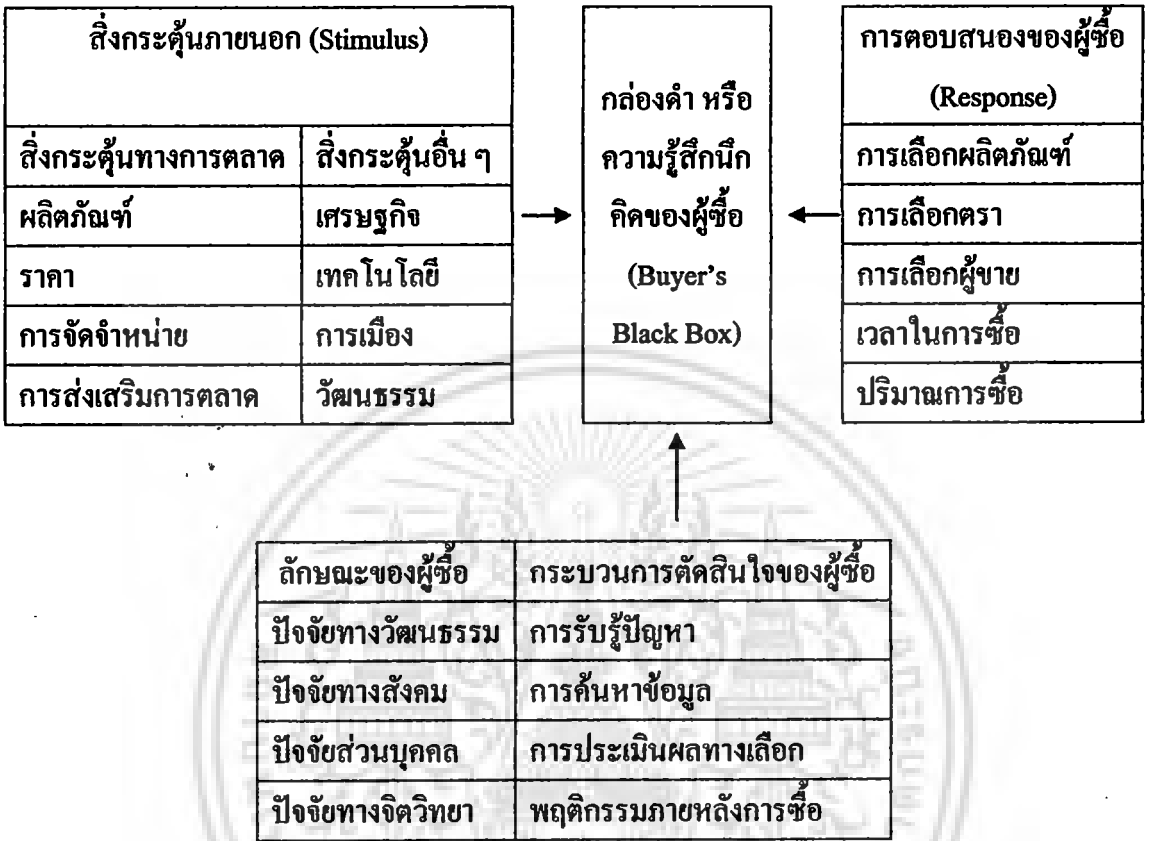 สิ่งกระตุ้นภายนอก (Stimulus)
สิ่งกระตุ้นทางการตลาด สิ่งกระตุ้นอื่น ๆ
ผลิตภัณฑ์ เศรษฐกิจ
ราคา เทคโนโลยี
การจัดจำหน่าย การเมือง
การส่งเสริมการตลาด วัฒนธรรม
กล่องดำ หรือ
ความรู้สึกนึก
คิดของผู้ซื้อ
(Buyer's
Black Box)
การตอบสนองของผู้ซื้อ
(Response)
การเลือกผลิตภัณฑ์
การเลือกตรา
การเลือกผู้ขาย
เวลาในการซื้อ
ปริมาณการซื้อ
ลักษณะของผู้ซื้อ กระบวนการตัดสินใจของผู้ซื้อ
ปัจจัยทางวัฒนธรรม การรับรู้ปัญหา
ปัจจัยทางสังคม การค้นหาข้อมูล
ปัจจัยส่วนบุคคล การประเมินผลทางเลือก
ปัจจัยทางจิตวิทยา พฤติกรรมภายหลังการซื้อ